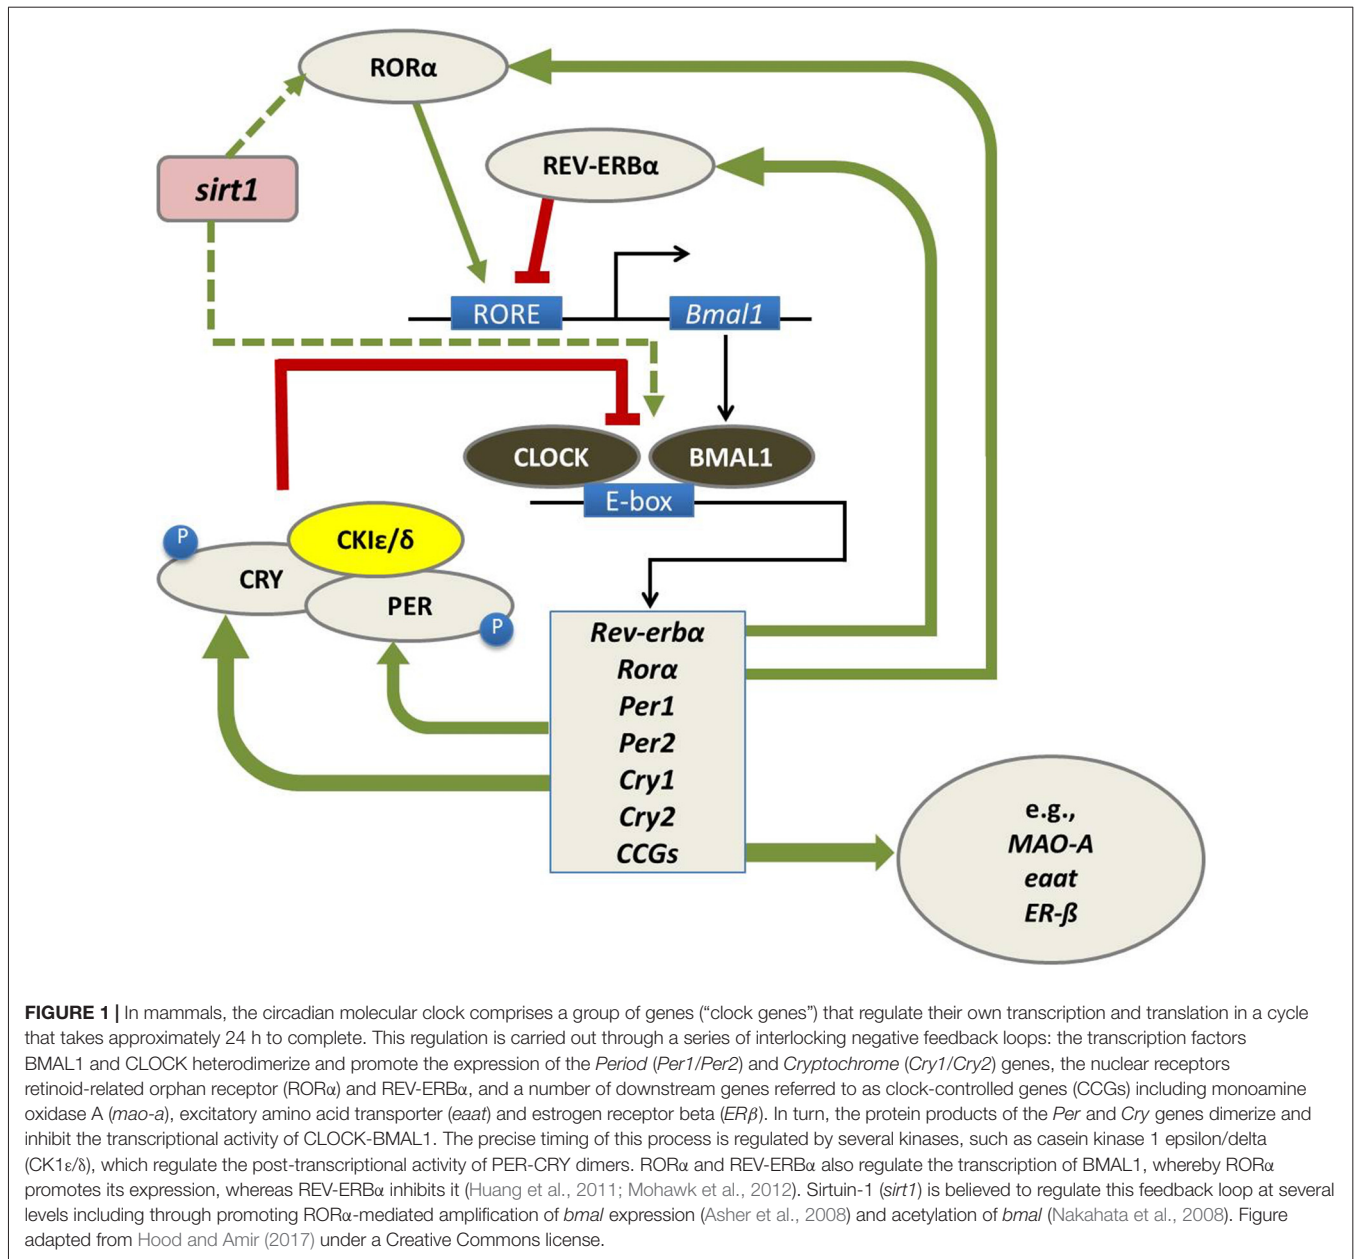 RORα
REV-ERBα
sirt1
RORE
Bmal1
CLOCK
BMAL1
E-box
CKIε/δ
P
CRY
PER
P
Rev-erbα
Rorα
Per1
Per2
Cry1
Cry2
CCGs
e.g.,
MAO-A
eaat
ER-ß
FIGURE 1 | In mammals, the circadian molecular clock comprises a group of genes (“clock genes”) that regulate their own transcription and translation in a cycle
that takes approximately 24 h to complete. This regulation is carried out through a series of interlocking negative feedback loops: the transcription factors
BMAL1 and CLOCK heterodimerize and promote the expression of the Period (Per1/Per2) and Cryptochrome (Cry1/Cry2) genes, the nuclear receptors
retinoid-related orphan receptor (RORα) and REV-ERBα, and a number of downstream genes referred to as clock-controlled genes (CCGs) including monoamine
oxidase A (mao-a), excitatory amino acid transporter (eaat) and estrogen receptor beta (ERβ). In turn, the protein products of the Per and Cry genes dimerize and
inhibit the transcriptional activity of CLOCK-BMAL1. The precise timing of this process is regulated by several kinases, such as casein kinase 1 epsilon/delta
(CK1ε/δ), which regulate the post-transcriptional activity of PER-CRY dimers. RORα and REV-ERBα also regulate the transcription of BMAL1, whereby RORα
promotes its expression, whereas REV-ERBα inhibits it (Huang et al., 2011; Mohawk et al., 2012). Sirtuin-1 (sirt1) is believed to regulate this feedback loop at several
levels including through promoting RORα-mediated amplification of bmal expression (Asher et al., 2008) and acetylation of bmal (Nakahata et al., 2008). Figure
adapted from Hood and Amir (2017) under a Creative Commons license.